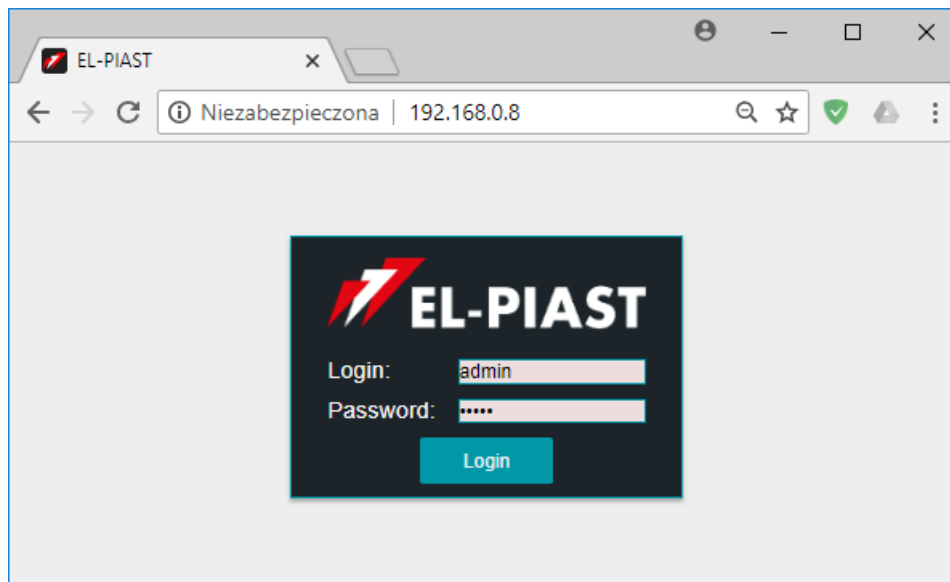 EL-PIAST
Niezabezpieczona 192.168.0.8
EL-PIAST
Login: admin
Password: •••••
Login